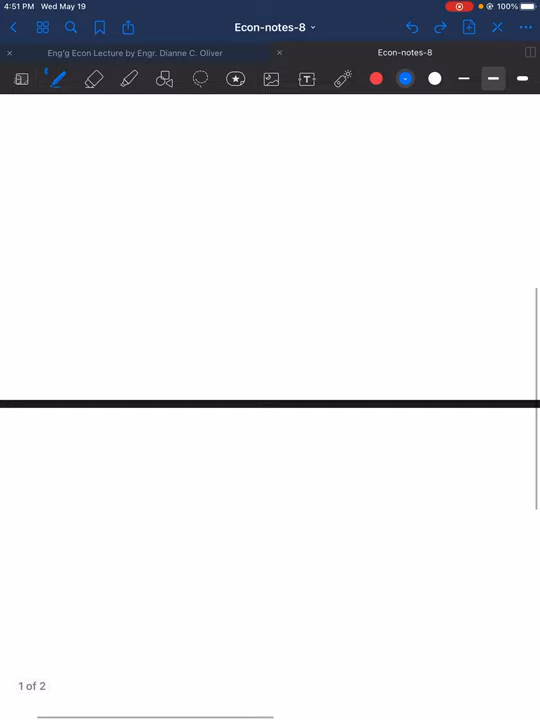 4:51 PM Wed May 19
100%
Econ-notes-8
Eng'g Econ Lecture by Engr. Dianne C. Oliver
Econ-notes-8
T
1 of 2